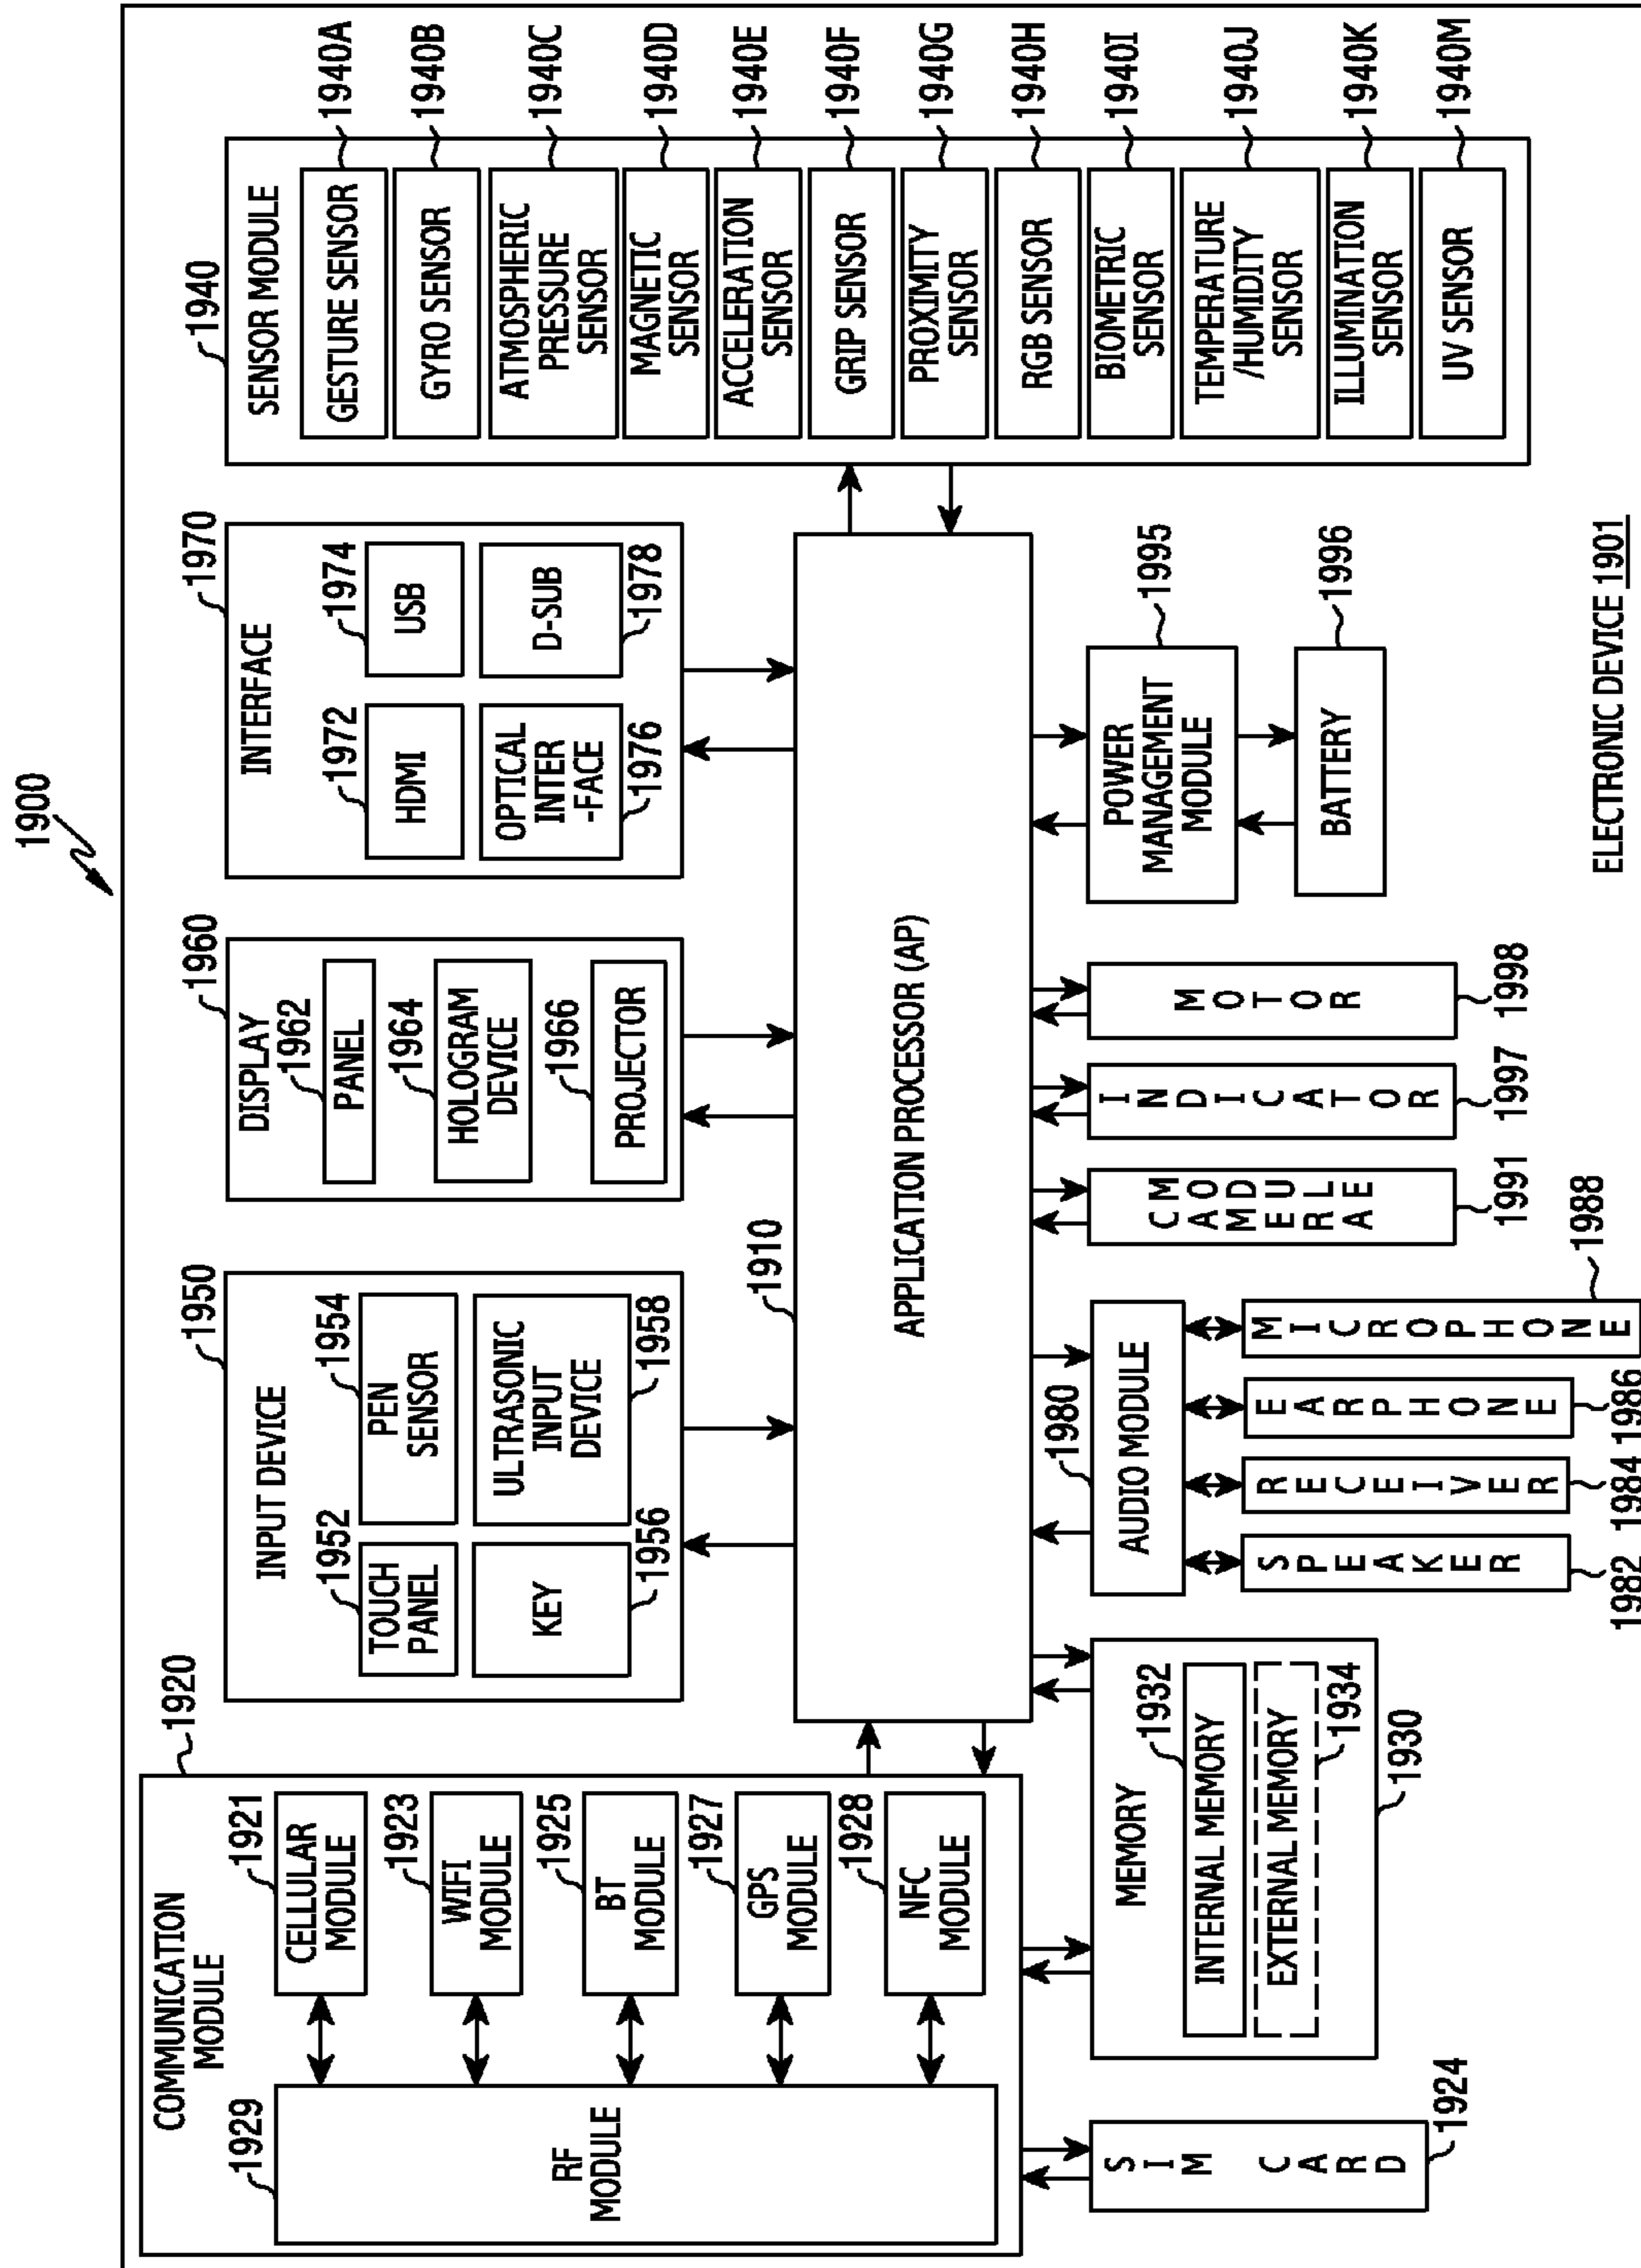 1900
COMMUNICATION
MODULE
1920
1929
RF
MODULE
1921
CELLULAR
MODULE
1923
WIFI
MODULE
1925
BT
MODULE
1927
GPS
MODULE
1928
NFC
MODULE
1950
INPUT DEVICE
1952
TOUCH
PANEL
1954
PEN
SENSOR
KEY
1956
ULTRASONIC
INPUT
DEVICE
1958
1960
DISPLAY
1962
PANEL
1964
HOLOGRAM
DEVICE
1966
PROJECTOR
1970
INTERFACE
1972
HDMI
1974
USB
OPTICAL
INTER
-FACE
1976
D-SUB
1978
1940
SENSOR MODULE
GESTURE SENSOR
1940A
GYRO SENSOR
1940B
ATMOSPHERIC
PRESSURE
SENSOR
1940C
MAGNETIC
SENSOR
1940D
ACCELERATION
SENSOR
1940E
GRIP SENSOR
1940F
PROXIMITY
SENSOR
1940G
RGB SENSOR
1940H
BIOMETRIC
SENSOR
1940I
TEMPERATURE
/HUMIDITY
SENSOR
1940J
ILLUMINATION
SENSOR
1940K
UV SENSOR
1940M
1910
APPLICATION PROCESSOR (AP)
SIM CARD
1924
MEMORY
1932
INTERNAL MEMORY
EXTERNAL MEMORY
1934
1930
1980
AUDIO MODULE
SPEAKER
1982
RECEIVER
1984
EARPHONE
1986
MICROPHONE
1988
CAMERA
MODULE
1991
INDICATOR
1997
MOTOR
1998
POWER
MANAGEMENT
MODULE
1995
BATTERY
1996
ELECTRONIC DEVICE 1901